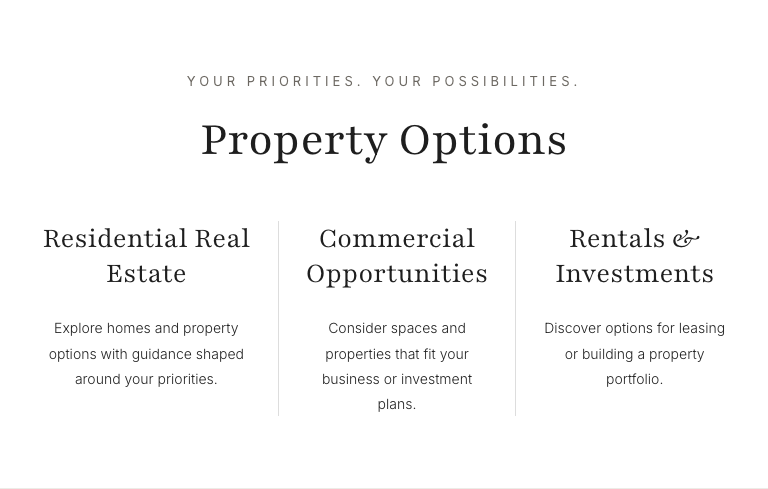 YOUR PRIORITIES. YOUR POSSIBILITIES.
Property Options
Residential Real
Estate
Explore homes and property
options with guidance shaped
around your priorities.
Commercial
Opportunities
Consider spaces and
properties that fit your
business or investment
plans.
Rentals &
Investments
Discover options for leasing
or building a property
portfolio.